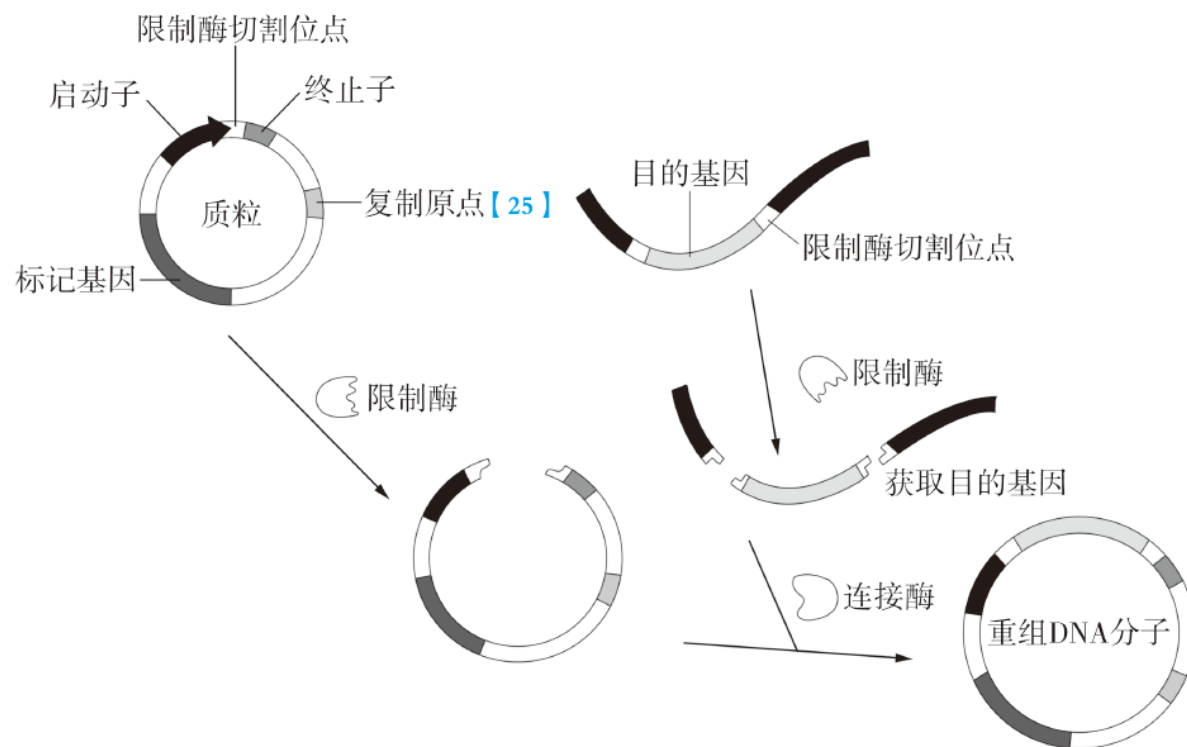 限制酶切割位点
启动子
终止子
质粒
复制原点【25】
标记基因
目的基因
限制酶切割位点
限制酶
限制酶
获取目的基因
连接酶
重组DNA分子